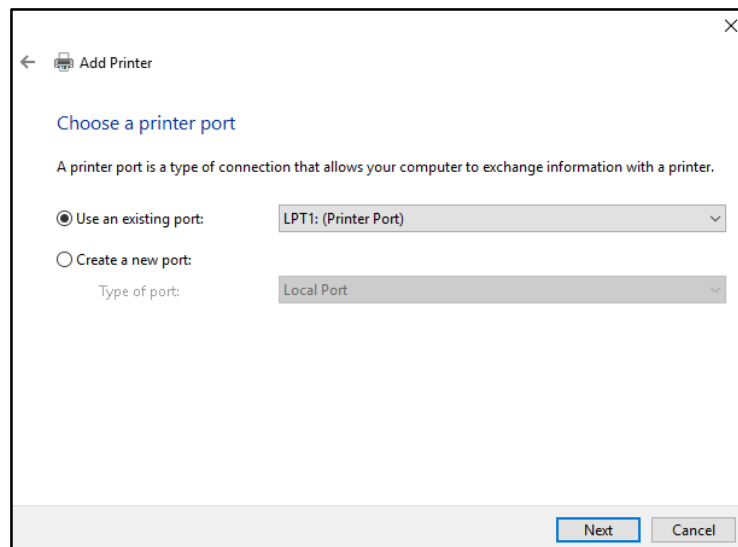 Add Printer
Choose a printer port
A printer port is a type of connection that allows your computer to exchange information with a printer.
Use an existing port: LPT1: (Printer Port)
Create a new port:
Type of port: Local Port
Next Cancel